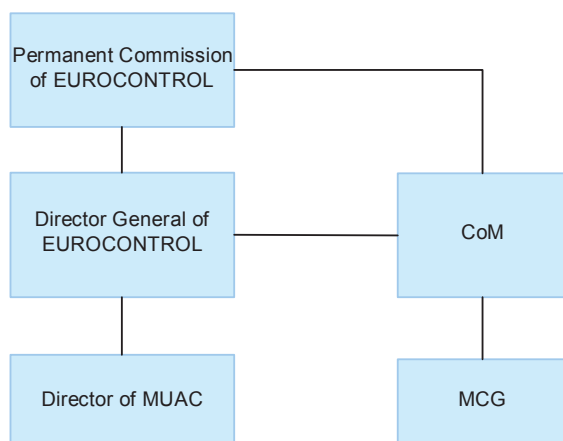 Permanent Commission
of EUROCONTROL
Director General of
EUROCONTROL
CoM
Director of MUAC
MCG